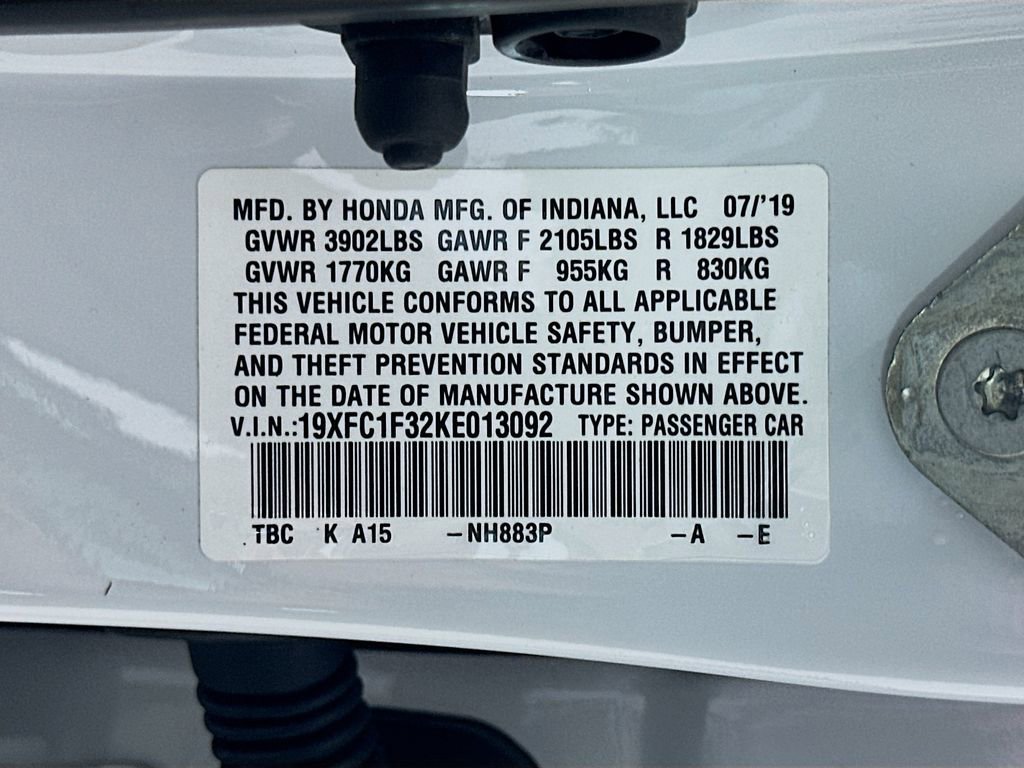 MFD. BY HONDA MFG. OF INDIANA, LLC 07/'19
GVWR 3902LBS GAWR F 2105LBS R 1829LBS
GVWR 1770KG GAWR F 955KG R 830KG
THIS VEHICLE CONFORMS TO ALL APPLICABLE
FEDERAL MOTOR VEHICLE SAFETY, BUMPER,
AND THEFT PREVENTION STANDARDS IN EFFECT
ON THE DATE OF MANUFACTURE SHOWN ABOVE.
V.I.N.:19XFC1F32KE013092 TYPE: PASSENGER CAR
TBC K A15 –NH883P –A –E